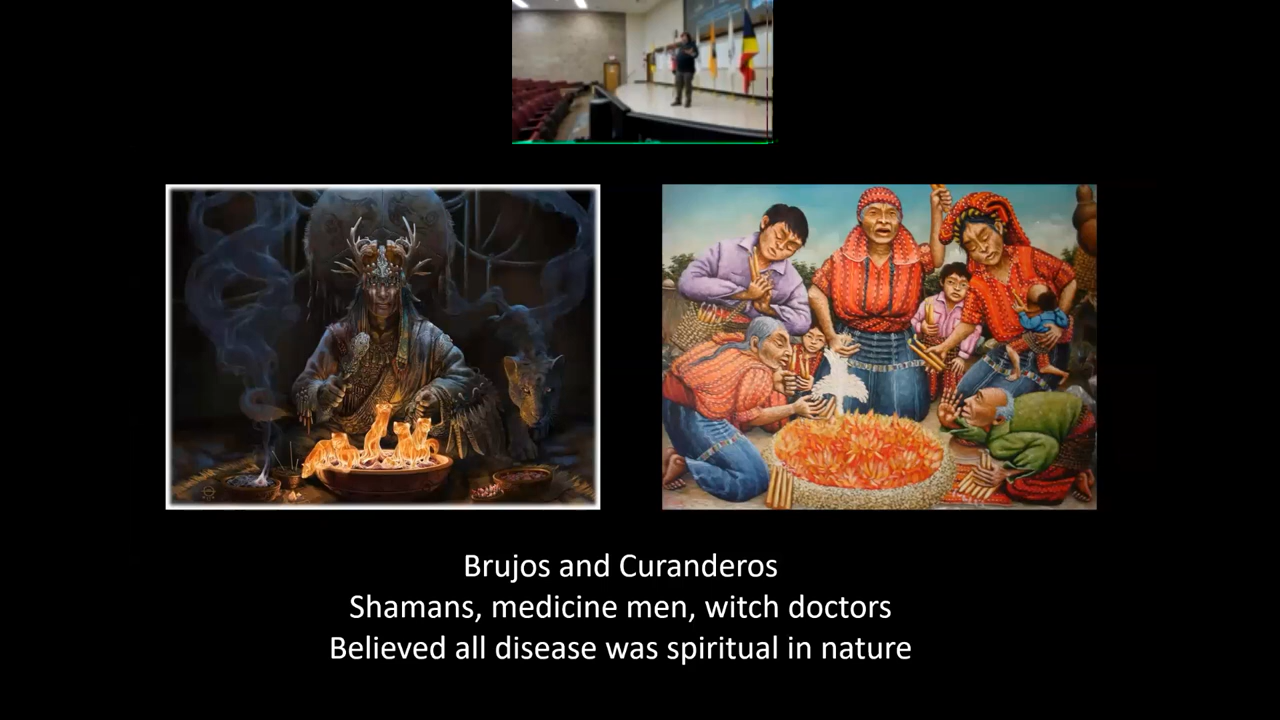 Brujos and Curanderos
Shamans, medicine men, witch doctors
Believed all disease was spiritual in nature